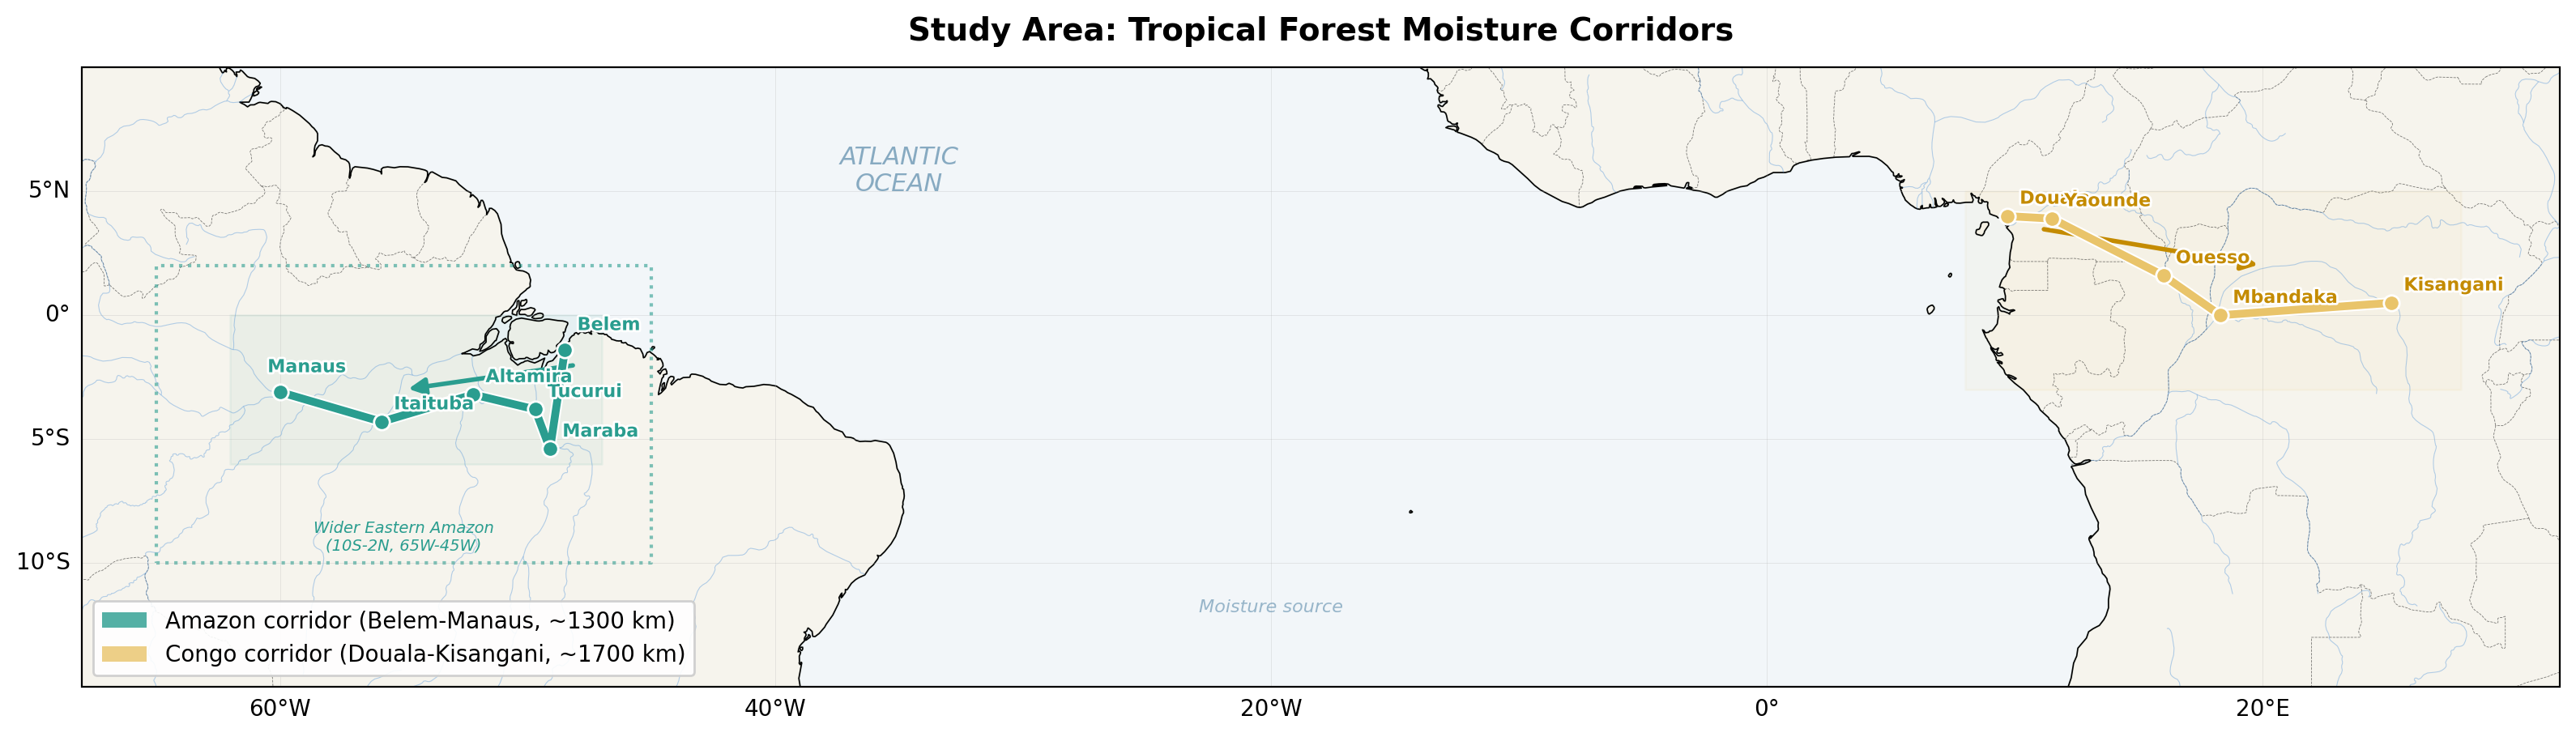 Study Area: Tropical Forest Moisture Corridors
ATLANTIC
OCEAN
5°N
0°
5°S
10°S
Douala
Yaounde
Ouesso
Mbandaka
Kisangani
Belem
Manaus
Altamira
Tucurui
Itaituba
Maraba
Wider Eastern Amazon
(10S-2N, 65W-45W)
Moisture source
Amazon corridor (Belem-Manaus, ~1300 km)
Congo corridor (Douala-Kisangani, ~1700 km)
60°W
40°W
20°W
0°
20°E